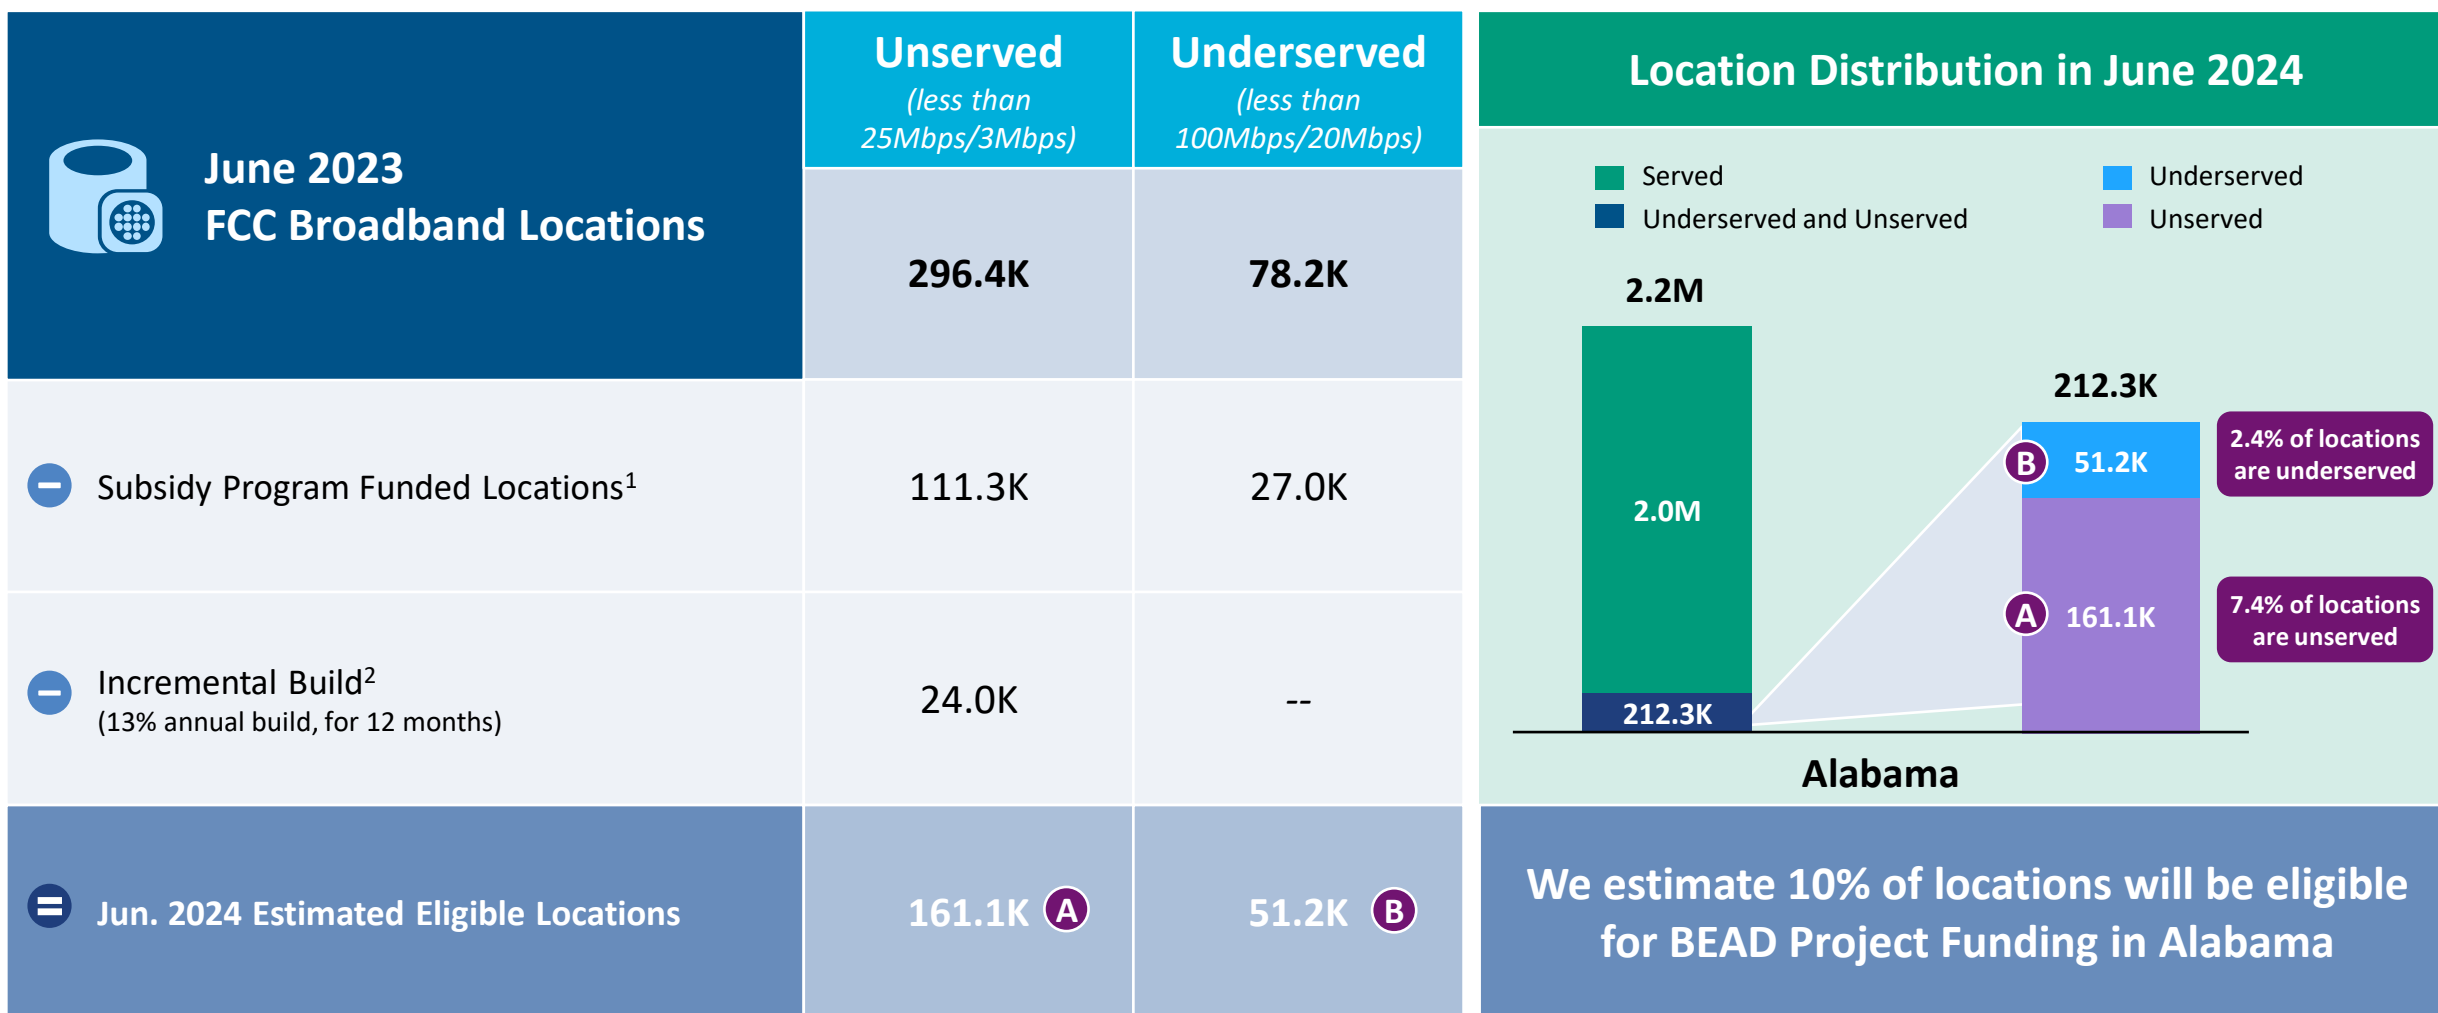 June 2023
FCC Broadband Locations
Unserved
(less than
25Mbps/3Mbps)
Underserved
(less than
100Mbps/20Mbps)
296.4K
78.2K
Subsidy Program Funded Locations1
111.3K
27.0K
Incremental Build2
(13% annual build, for 12 months)
24.0K
--
Jun. 2024 Estimated Eligible Locations
161.1K A
51.2K B
Location Distribution in June 2024
Served
Underserved
Underserved and Unserved
Unserved
2.2M
2.0M
212.3K
212.3K
B
51.2K
A
161.1K
2.4% of locations
are underserved
7.4% of locations
are unserved
Alabama
We estimate 10% of locations will be eligible
for BEAD Project Funding in Alabama